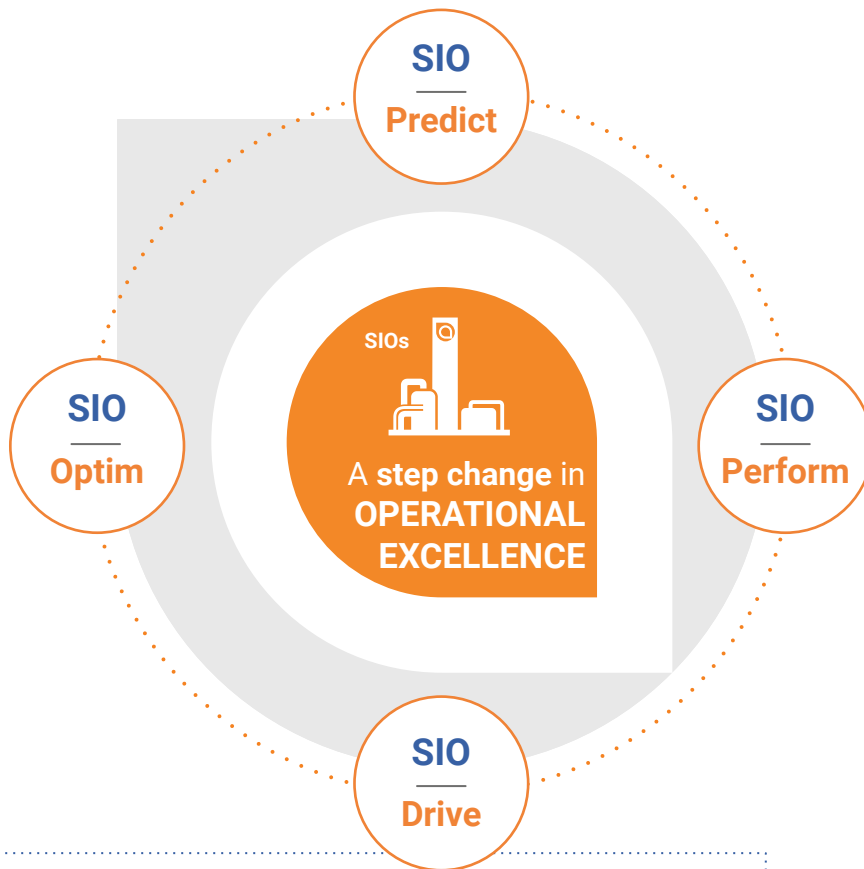 SIO
Predict
SIO
Optim
SIOs
A step change in
OPERATIONAL
EXCELLENCE
SIO
Perform
SIO
Drive